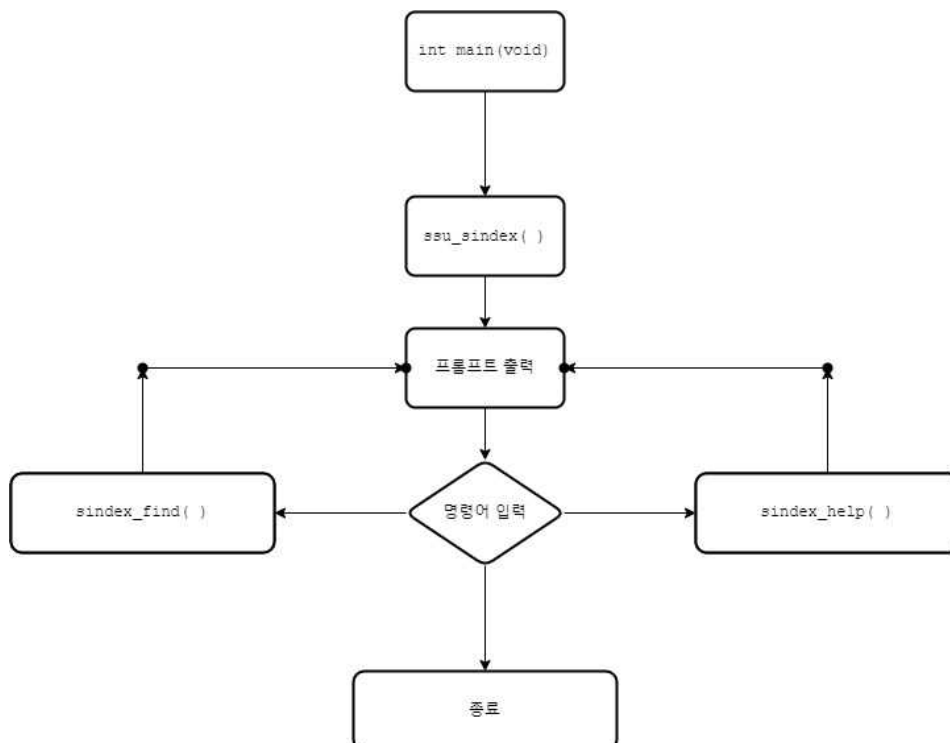 int main(void)
ssu_sindex( )
프롬프트 출력
sindex_find( )
명령어 입력
sindex_help( )
종료